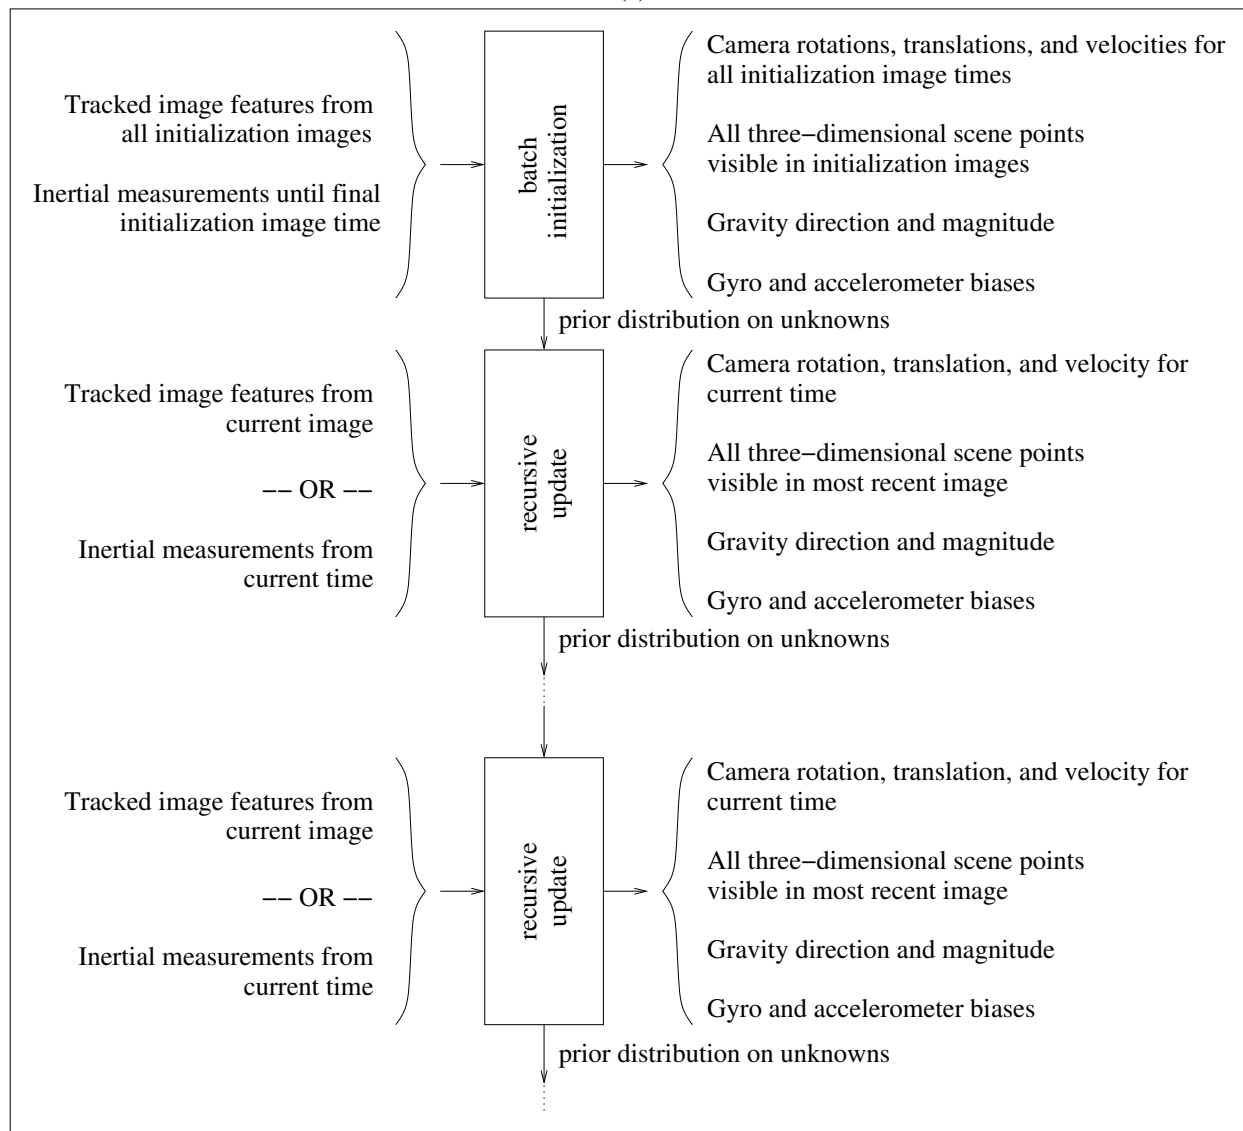 Tracked image features from
all initialization images
Inertial measurements until final
initialization image time
batch
initialization
Camera rotations, translations, and velocities for
all initialization image times
All three−dimensional scene points
visible in initialization images
Gravity direction and magnitude
Gyro and accelerometer biases
prior distribution on unknowns
Tracked image features from
current image
−− OR −−
Inertial measurements from
current time
recursive
update
Camera rotation, translation, and velocity for
current time
All three−dimensional scene points
visible in most recent image
Gravity direction and magnitude
Gyro and accelerometer biases
prior distribution on unknowns
Tracked image features from
current image
−− OR −−
Inertial measurements from
current time
recursive
update
Camera rotation, translation, and velocity for
current time
All three−dimensional scene points
visible in most recent image
Gravity direction and magnitude
Gyro and accelerometer biases
prior distribution on unknowns